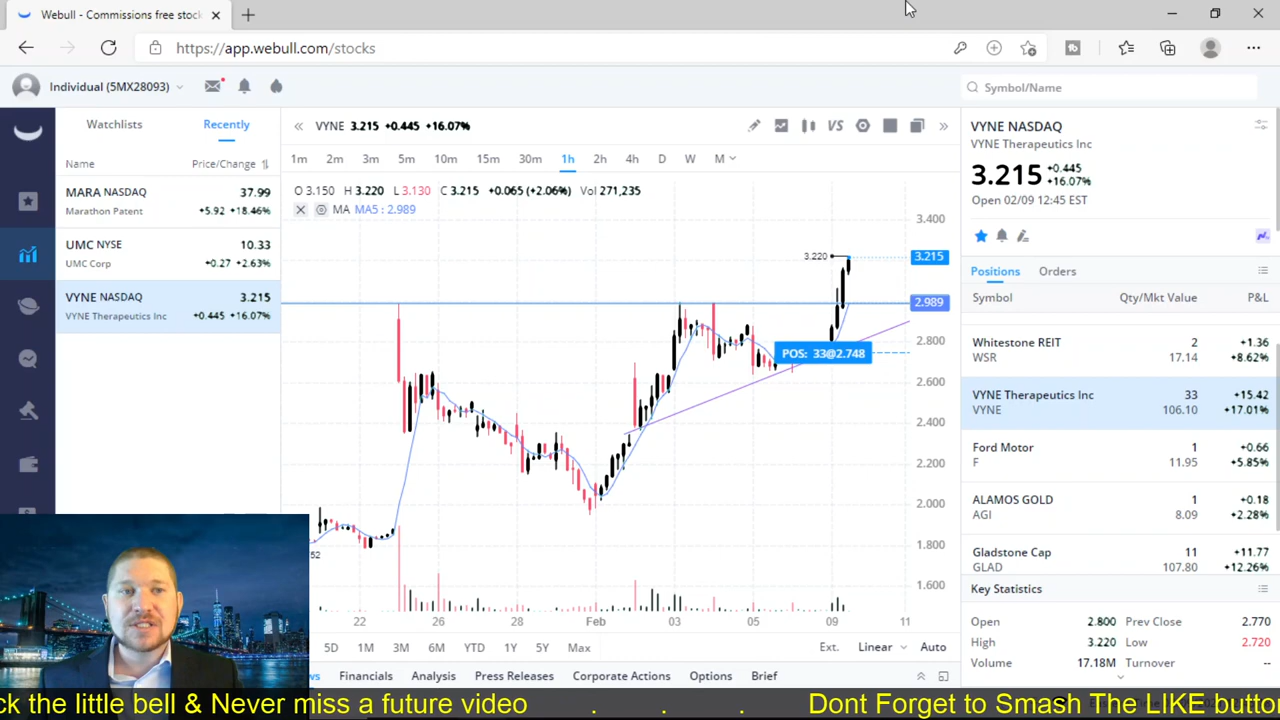 Webull - Commissions free stoc
https://app.webull.com/stocks
Individual (5MX28093)
Symbol/Name
Watchlists
Recently
Name
Price/Change
MARA NASDAQ
37.99
Marathon Patent
+5.92 +18.46%
UMC NYSE
10.33
UMC Corp
+0.27 +2.63%
VYNE NASDAQ
3.215
VYNE Therapeutics Inc
+0.445 +16.07%
VYNE 3.215 +0.445 +16.07%
VS
1m 2m 3m 5m 10m 15m 30m 1h 2h 4h D W M
O 3.150 H 3.220 L 3.130 C 3.215 +0.065 (+2.06%) Vol 271,235
MA MA5 : 2.989
3.400
3.220
3.215
2.989
2.800
POS: 33@2.748
2.600
2.400
2.200
2.000
1.800
52
1.600
22 26 28 Feb 03 05 09 11
5D 1M 3M 6M YTD 1Y 5Y Max
Ext. Linear Auto
ws Financials Analysis Press Releases Corporate Actions Options Brief
VYNE NASDAQ
VYNE Therapeutics Inc
3.215 +0.445
+16.07%
Open 02/09 12:45 EST
Positions Orders
Symbol Qty/Mkt Value P&L
Whitestone REIT 2 +1.36
WSR 17.14 +8.62%
VYNE Therapeutics Inc 33 +15.42
VYNE 106.10 +17.01%
Ford Motor 1 +0.66
F 11.95 +5.85%
ALAMOS GOLD 1 +0.18
AGI 8.09 +2.28%
Gladstone Cap 11 +11.77
GLAD 107.80 +12.26%
Key Statistics
Open 2.800 Prev Close 2.770
High 3.220 Low 2.720
Volume 17.18M Turnover --
ck the little bell & Never miss a future video . . . Dont Forget to Smash The LIKE butto